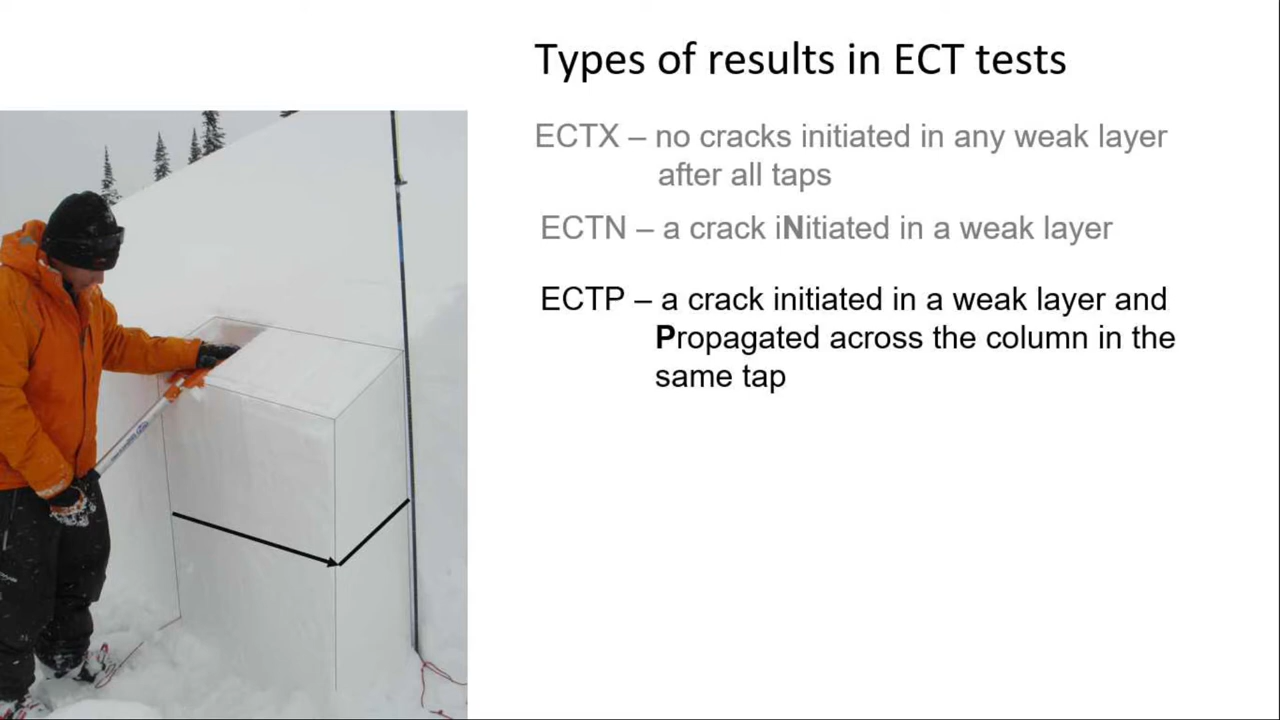 Types of results in ECT tests
ECTX – no cracks initiated in any weak layer
after all taps
ECTN – a crack iNitiated in a weak layer
ECTP – a crack initiated in a weak layer and
Propagated across the column in the
same tap